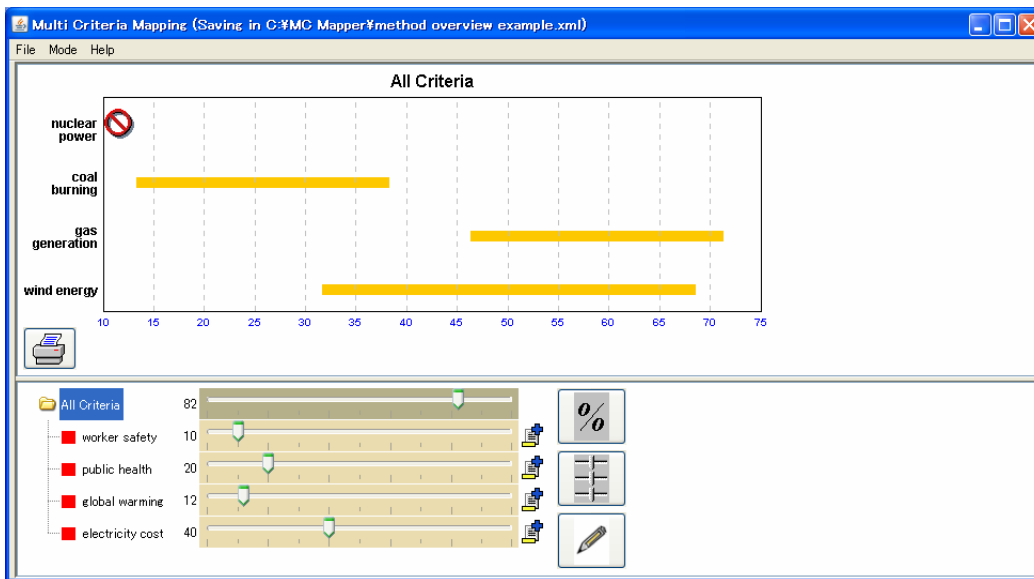 Multi Criteria Mapping (Saving in C:¥MC Mapper¥method overview example.xml)
File Mode Help
All Criteria
nuclear
power
coal
burning
gas
generation
wind energy
10 15 20 25 30 35 40 45 50 55 60 65 70 75
All Criteria 82
worker safety 10
public health 20
global warming 12
electricity cost 40
%